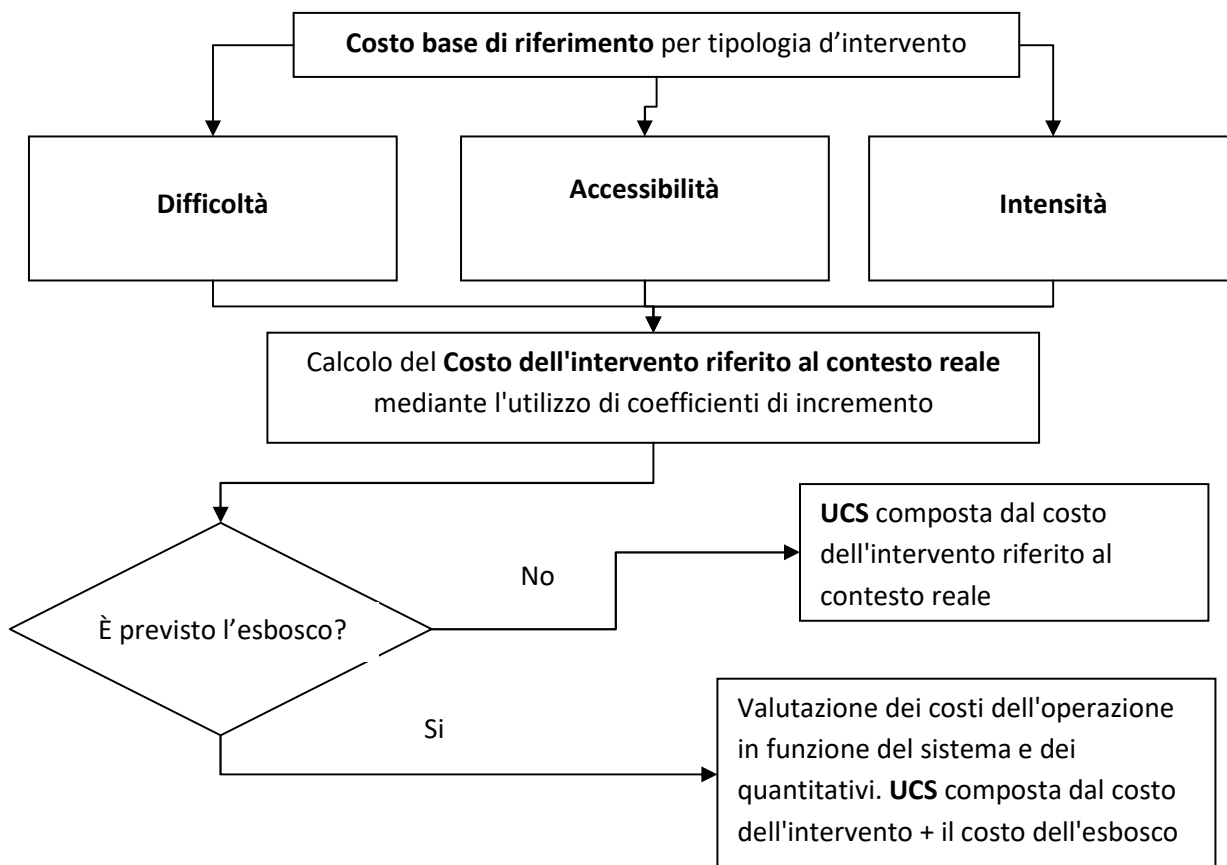 Costo base di riferimento per tipologia d’intervento
Difficoltà
Accessibilità
Intensità
Calcolo del Costo dell'intervento riferito al contesto reale
mediante l'utilizzo di coefficienti di incremento
UCS composta dal costo
dell'intervento riferito al
contesto reale
No
È previsto l’esbosco?
Si
Valutazione dei costi dell'operazione
in funzione del sistema e dei
quantitativi. UCS composta dal costo
dell'intervento + il costo dell'esbosco